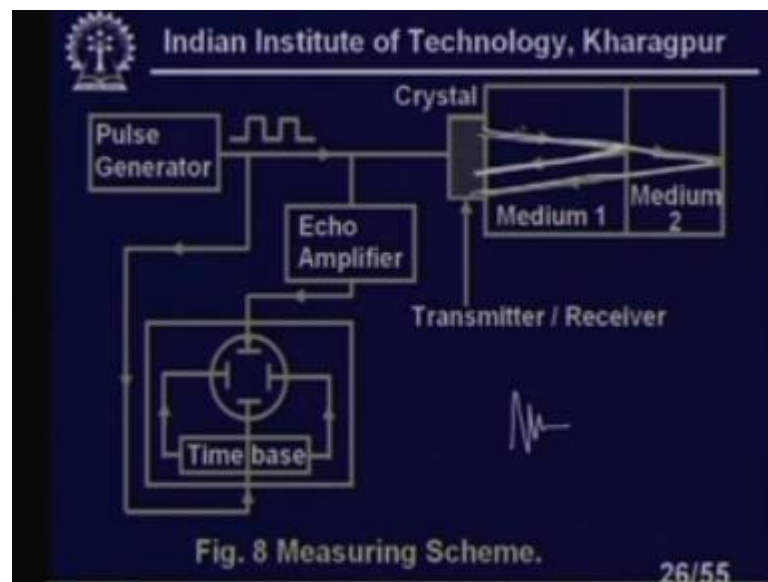 Indian Institute of Technology, Kharagpur
Crystal
Pulse
Generator
Echo
Amplifier
Medium 1
Medium
2
Transmitter / Receiver
Time base
Fig. 8 Measuring Scheme.
26/55